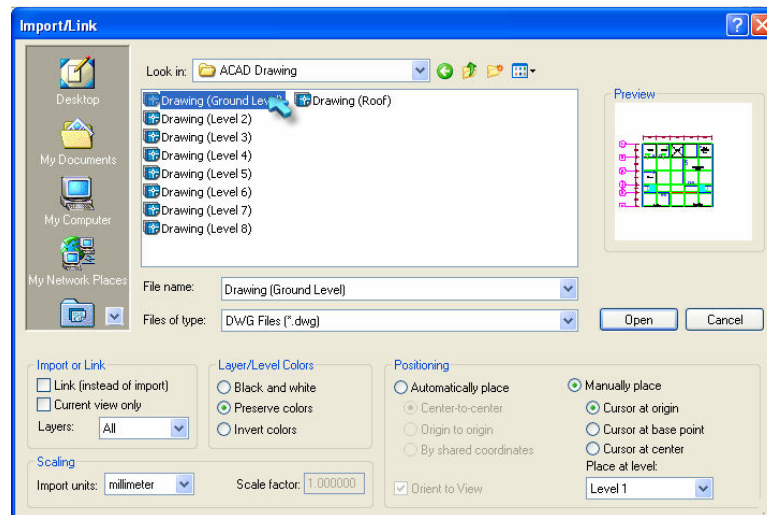 Import/Link
Look in: ACAD Drawing
Desktop
My Documents
My Computer
My Network Places
Drawing (Ground Level)
Drawing (Level 2)
Drawing (Level 3)
Drawing (Level 4)
Drawing (Level 5)
Drawing (Level 6)
Drawing (Level 7)
Drawing (Level 8)
Drawing (Roof)
Preview
File name: Drawing (Ground Level)
Files of type: DWG Files (*.dwg)
Open Cancel
Import or Link
Link (instead of import)
Current view only
Layers: All
Layer/Level Colors
Black and white
Preserve colors
Invert colors
Positioning
Automatically place
Center-to-center
Origin to origin
By shared coordinates
Orient to View
Manually place
Cursor at origin
Cursor at base point
Cursor at center
Place at level:
Level 1
Scaling
Import units: millimeter
Scale factor: 1.000000